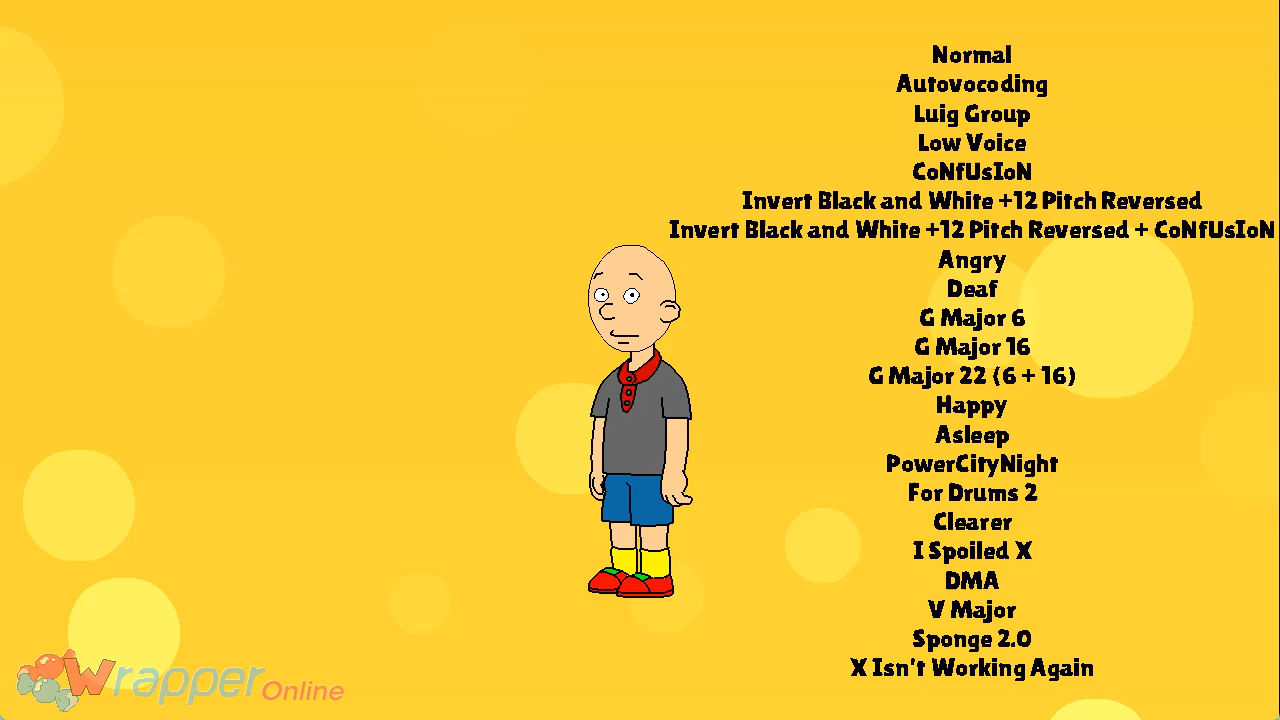 Normal
Autovocoding
Luig Group
Low Voice
CoNfUsIoN
Invert Black and White +12 Pitch Reversed
Invert Black and White +12 Pitch Reversed + CoNfUsIoN
Angry
Deaf
G Major 6
G Major 16
G Major 22 (6 + 16)
Happy
Asleep
PowerCityNight
For Drums 2
Clearer
I Spoiled X
DMA
V Major
Sponge 2.0
X Isn't Working Again
Wrapper Online